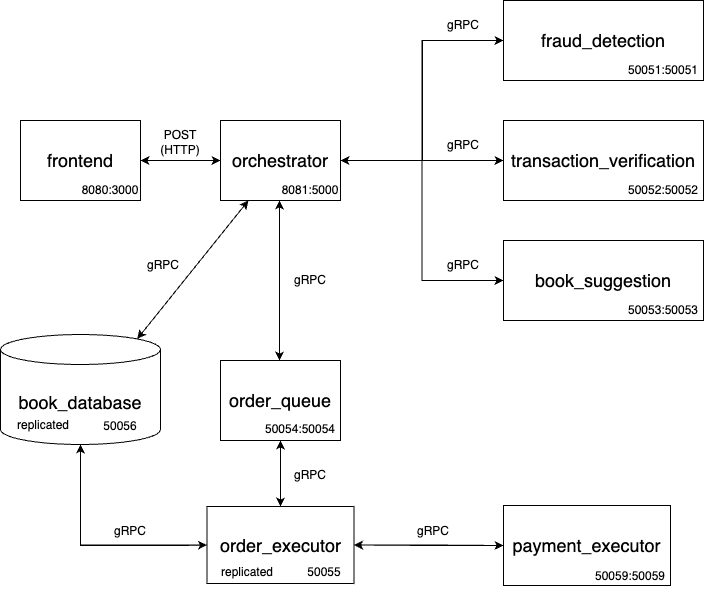 gRPC
fraud_detection
50051:50051
POST
(HTTP)
gRPC
frontend
orchestrator
transaction_verification
8080:3000
8081:5000
50052:50052
gRPC
gRPC
gRPC
book_suggestion
50053:50053
book_database
replicated 50056
order_queue
50054:50054
gRPC
gRPC
order_executor
replicated 50055
gRPC
payment_executor
50059:50059